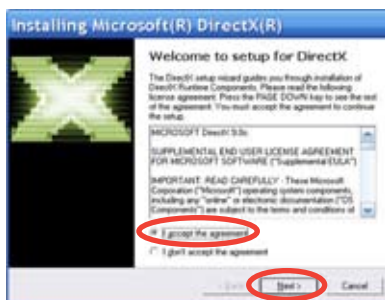 Installing Microsoft(R) DirectX(R)
Welcome to setup for DirectX
The DirectX setup wizard guides you through installation of
DirectX Runtime Components. Please read the following
license agreement. Press the PAGE DOWN key to see the rest
of the agreement. You must accept the agreement to continue
the setup.
MICROSOFT DirectX 9.0c
SUPPLEMENTAL END USER LICENSE AGREEMENT
FOR MICROSOFT SOFTWARE ("Supplemental EULA")
IMPORTANT: READ CAREFULLY - These Microsoft
Corporation ("Microsoft") operating system components,
including any "online" or electronic documentation ("OS
Components") are subject to the terms and conditions of
I accept the agreement
I don't accept the agreement
Next >
Cancel